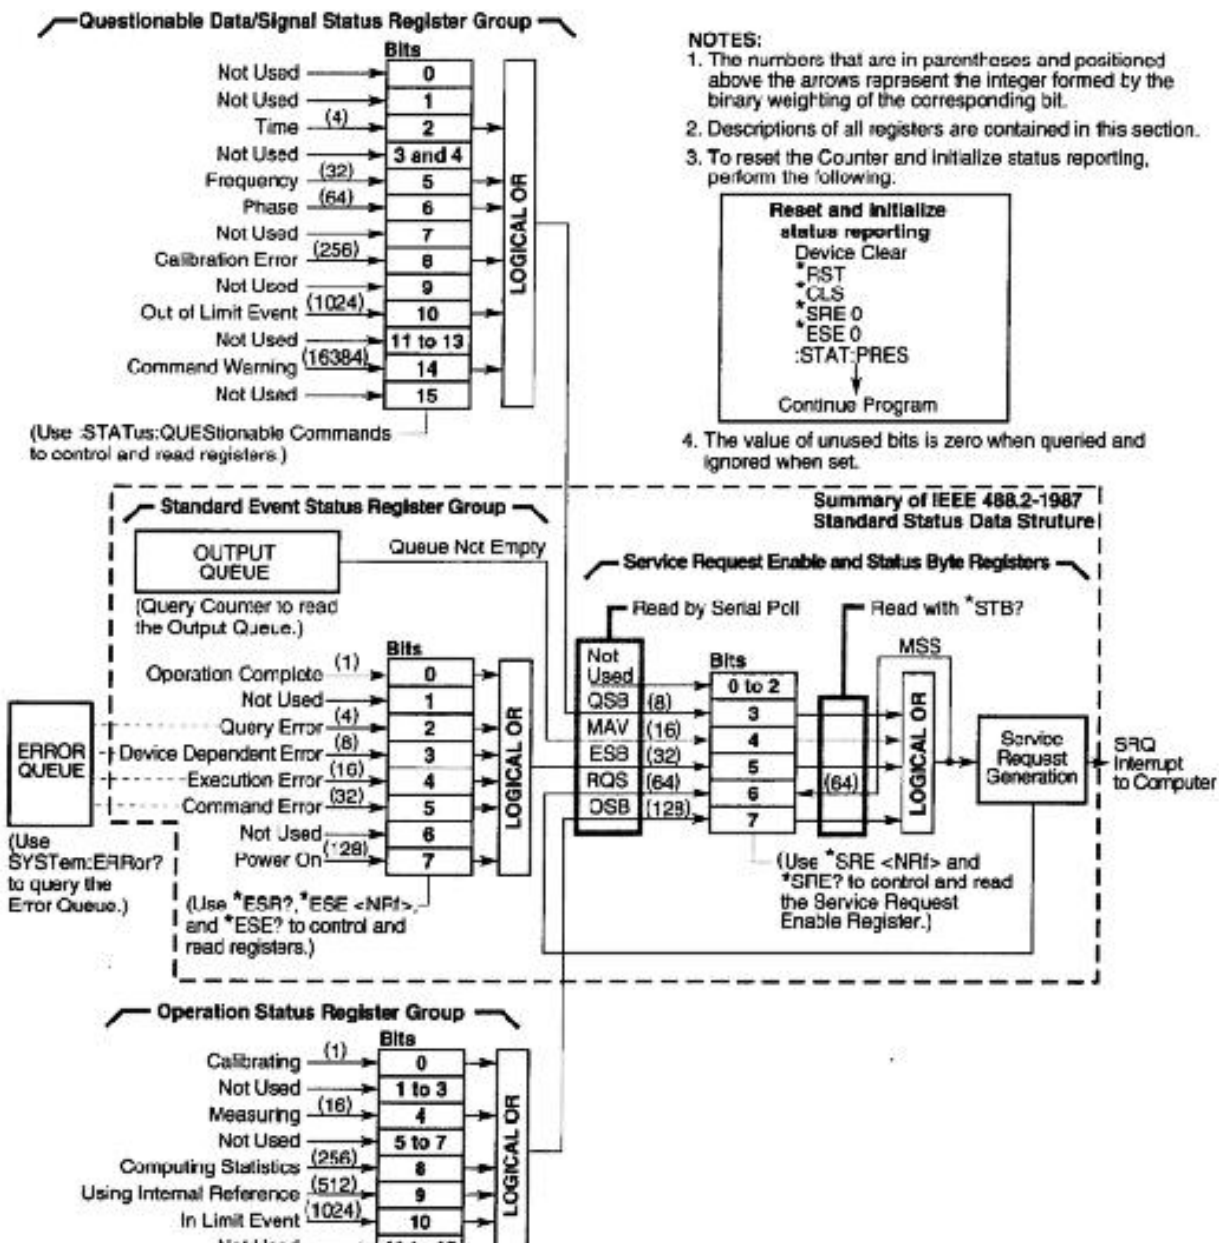 Questionable Data/Signal Status Register Group
Bits
Not Used 0
Not Used 1
Time (4) 2
Not Used 3 and 4
Frequency (32) 5
Phase (64) 6
Not Used 7
Calibration Error (256) 8
Not Used 9
Out of Limit Event (1024) 10
Not Used 11 to 13
Command Warning (16384) 14
Not Used 15
LOGICAL OR
(Use :STATus:QUEStionable Commands
to control and read registers.)
NOTES:
1. The numbers that are in parentheses and positioned
above the arrows represent the integer formed by the
binary weighting of the corresponding bit.
2. Descriptions of all registers are contained in this section.
3. To reset the Counter and initialize status reporting,
perform the following:
Reset and initialize
status reporting
Device Clear
*RST
*CLS
*SRE 0
*ESE 0
:STAT:PRES
Continue Program
4. The value of unused bits is zero when queried and
ignored when set.
Summary of IEEE 488.2-1987
Standard Status Data Struture
Standard Event Status Register Group
OUTPUT
QUEUE
Queue Not Empty
(Query Counter to read
the Output Queue.)
Bits
Operation Complete (1) 0
Not Used 1
Query Error (4) 2
Device Dependent Error (8) 3
Execution Error (16) 4
Command Error (32) 5
Not Used 6
Power On (128) 7
LOGICAL OR
ERROR
QUEUE
(Use
SYSTem:ERRor?
to query the
Error Queue.)
(Use *ESR?, *ESE <NRf>,
and *ESE? to control and
read registers.)
Service Request Enable and Status Byte Registers
Read by Serial Poll
Read with *STB?
MSS
Bits
Not
Used 0 to 2
QSB (8) 3
MAV (16) 4
ESB (32) 5
RQS (64) 6 (64)
OSB (128) 7
LOGICAL OR
Service
Request
Generation
SRQ
Interrupt
to Computer
(Use *SRE <NRf> and
*SRE? to control and read
the Service Request
Enable Register.)
Operation Status Register Group
Bits
Calibrating (1) 0
Not Used 1 to 3
Measuring (16) 4
Not Used 5 to 7
Computing Statistics (256) 8
Using Internal Reference (512) 9
In Limit Event (1024) 10
Not Used
LOGICAL OR